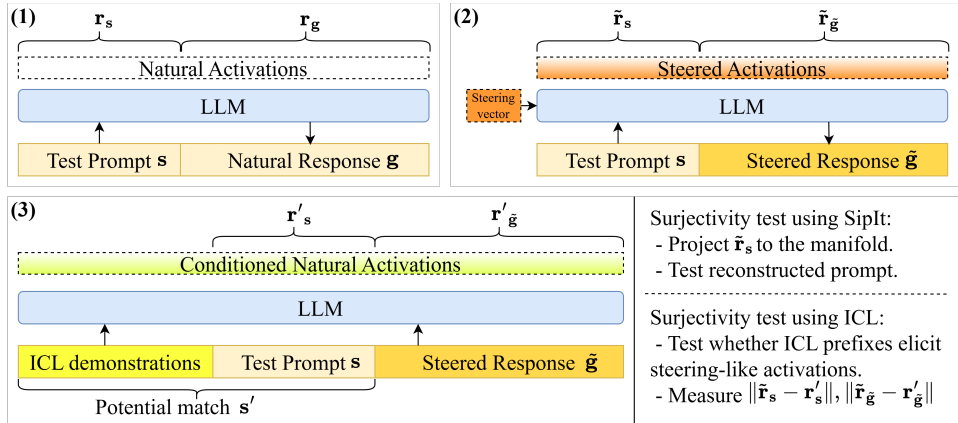 (1)
r_s
r_g
Natural Activations
LLM
Test Prompt s
Natural Response g
(2)
r̃_s
r̃_g̃
Steered Activations
Steering
vector
LLM
Test Prompt s
Steered Response g̃
(3)
r'_s
r'_g̃
Conditioned Natural Activations
LLM
ICL demonstrations
Test Prompt s
Steered Response g̃
Potential match s'
Surjectivity test using SipIt:
- Project r̃_s to the manifold.
- Test reconstructed prompt.
Surjectivity test using ICL:
- Test whether ICL prefixes elicit
steering-like activations.
- Measure ‖r̃_s − r'_s‖, ‖r̃_g̃ − r'_g̃‖